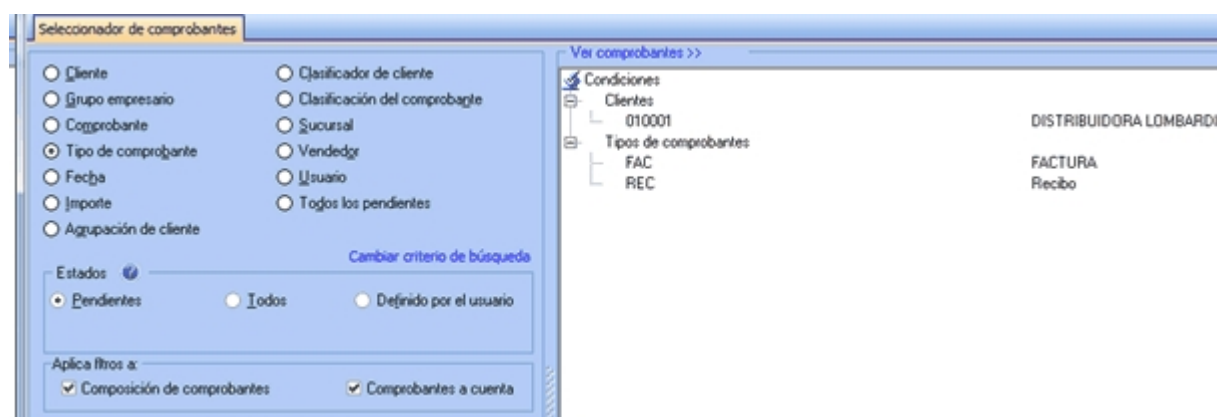 Seleccionador de comprobantes
Cliente
Clasificador de cliente
Grupo empresario
Clasificación del comprobante
Comprobante
Sucursal
Tipo de comprobante
Vendedor
Fecha
Usuario
Importe
Todos los pendientes
Agrupación de cliente
Cambiar criterio de búsqueda
Estados
Pendientes
Todos
Definido por el usuario
Aplica fitros a:
Composición de comprobantes
Comprobantes a cuenta
Ver comprobantes >>
Condiciones
Clientes
010001 DISTRIBUIDORA LOMBARDI
Tipos de comprobantes
FAC FACTURA
REC Recibo